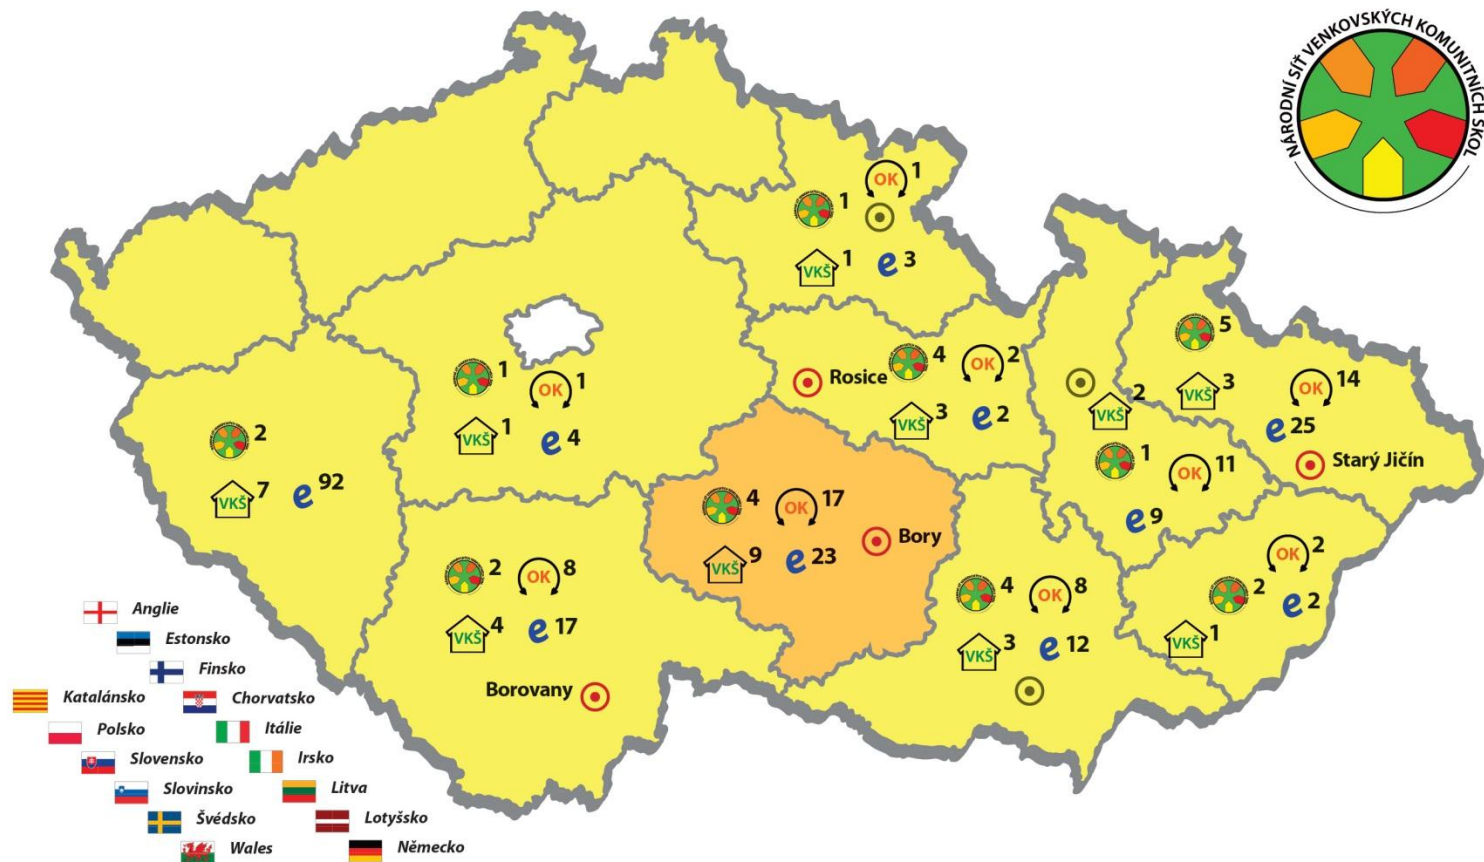 NÁRODNÍ SÍŤ VENKOVSKÝCH KOMUNITNÍCH ŠKOL
OK 1
1
VKŠ 1
e 3
1
OK 1
VKŠ 1
e 4
Rosice
4
OK 2
VKŠ 3
e 2
5
VKŠ 3
OK 14
e 25
Starý Jičín
VKŠ 2
1
OK 11
e 9
2
VKŠ 7
e 92
4
OK 17
Bory
VKŠ 9
e 23
2
OK 8
VKŠ 4
e 17
Borovany
4
OK 8
VKŠ 3
e 12
OK 2
2
e 2
VKŠ 1
Anglie
Estonsko
Finsko
Katalánsko
Chorvatsko
Polsko
Itálie
Slovensko
Irsko
Slovinsko
Litva
Švédsko
Lotyšsko
Wales
Německo